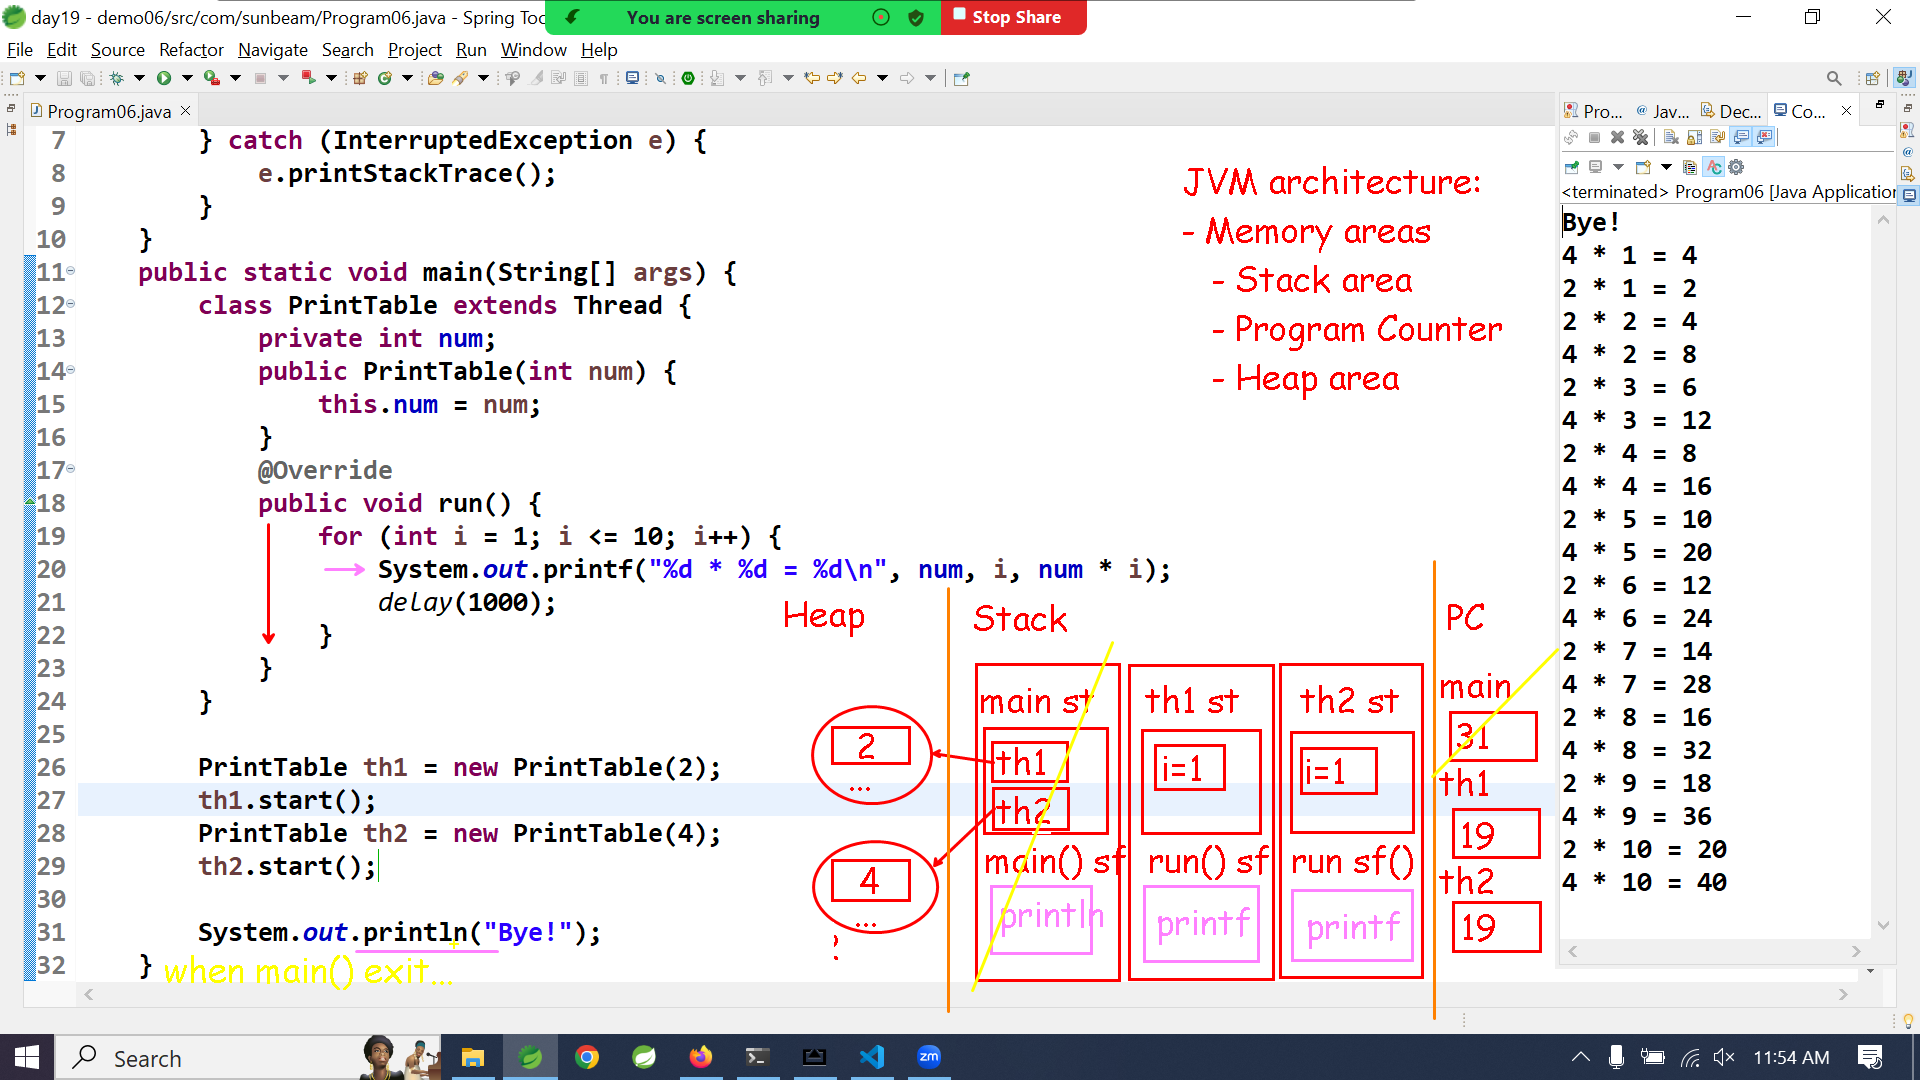 day19 - demo06/src/com/sunbeam/Program06.java - Spring Too
You are screen sharing
Stop Share
File Edit Source Refactor Navigate Search Project Run Window Help
Program06.java
7 } catch (InterruptedException e) {
8 e.printStackTrace();
9 }
10 }
11 public static void main(String[] args) {
12 class PrintTable extends Thread {
13 private int num;
14 public PrintTable(int num) {
15 this.num = num;
16 }
17 @Override
18 public void run() {
19 for (int i = 1; i <= 10; i++) {
20 System.out.printf("%d * %d = %d\n", num, i, num * i);
21 delay(1000);
22 }
23 }
24 }
25
26 PrintTable th1 = new PrintTable(2);
27 th1.start();
28 PrintTable th2 = new PrintTable(4);
29 th2.start();
30
31 System.out.println("Bye!");
32 }
when main() exit...
JVM architecture:
- Memory areas
- Stack area
- Program Counter
- Heap area
Heap
2
...
4
...
?
Stack
main st
th1
th2
main() sf
println
th1 st
i=1
run() sf
printf
th2 st
i=1
run sf()
printf
PC
main
31
th1
19
th2
19
Pro... Jav... Dec... Co...
<terminated> Program06 [Java Application
Bye!
4 * 1 = 4
2 * 1 = 2
2 * 2 = 4
4 * 2 = 8
2 * 3 = 6
4 * 3 = 12
2 * 4 = 8
4 * 4 = 16
2 * 5 = 10
4 * 5 = 20
2 * 6 = 12
4 * 6 = 24
2 * 7 = 14
4 * 7 = 28
2 * 8 = 16
4 * 8 = 32
2 * 9 = 18
4 * 9 = 36
2 * 10 = 20
4 * 10 = 40
Search
zm
11:54 AM